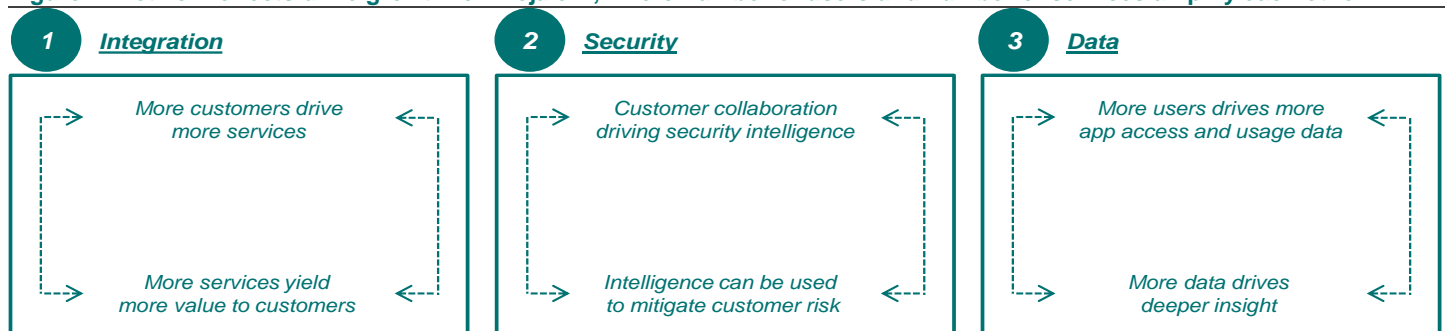 1 Integration
2 Security
3 Data
More customers drive
more services
Customer collaboration
driving security intelligence
More users drives more
app access and usage data
More services yield
more value to customers
Intelligence can be used
to mitigate customer risk
More data drives
deeper insight